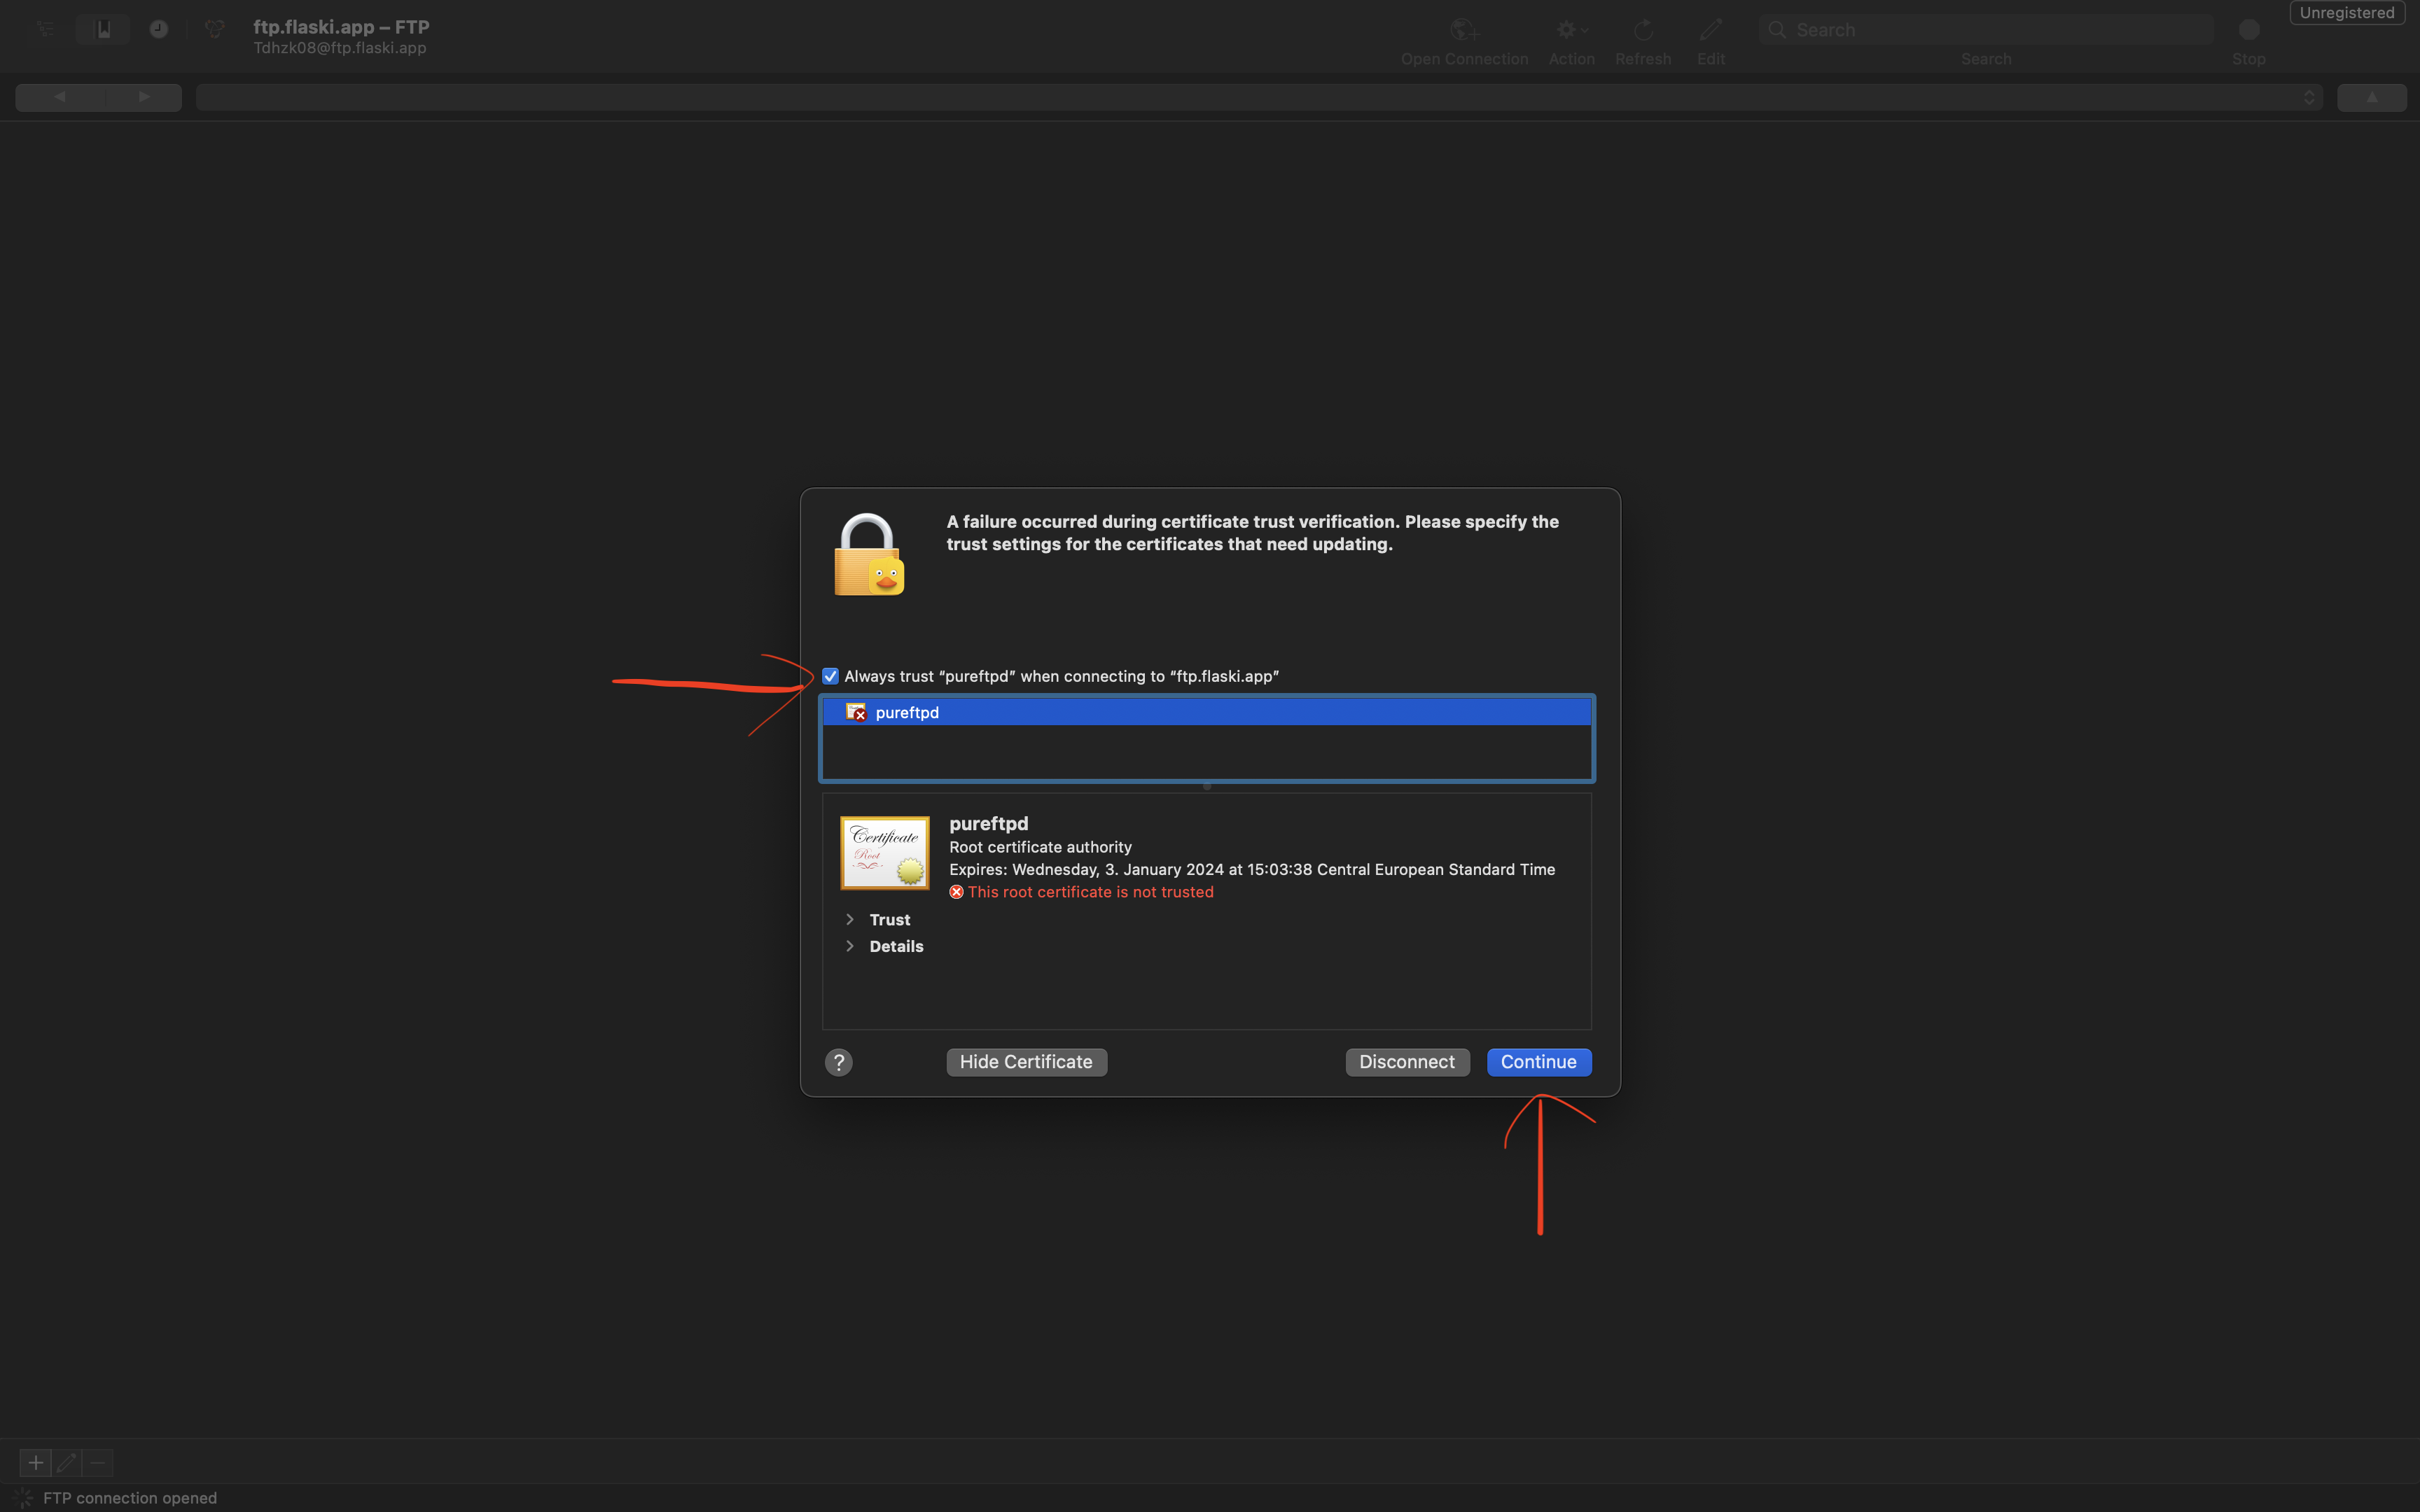 ftp.flaski.app – FTP
Tdhzk08@ftp.flaski.app
Open Connection
Action
Refresh
Edit
Search
Search
Stop
Unregistered
A failure occurred during certificate trust verification. Please specify the
trust settings for the certificates that need updating.
Always trust “pureftpd” when connecting to “ftp.flaski.app”
pureftpd
Certificate
Root
pureftpd
Root certificate authority
Expires: Wednesday, 3. January 2024 at 15:03:38 Central European Standard Time
This root certificate is not trusted
Trust
Details
?
Hide Certificate
Disconnect
Continue
FTP connection opened